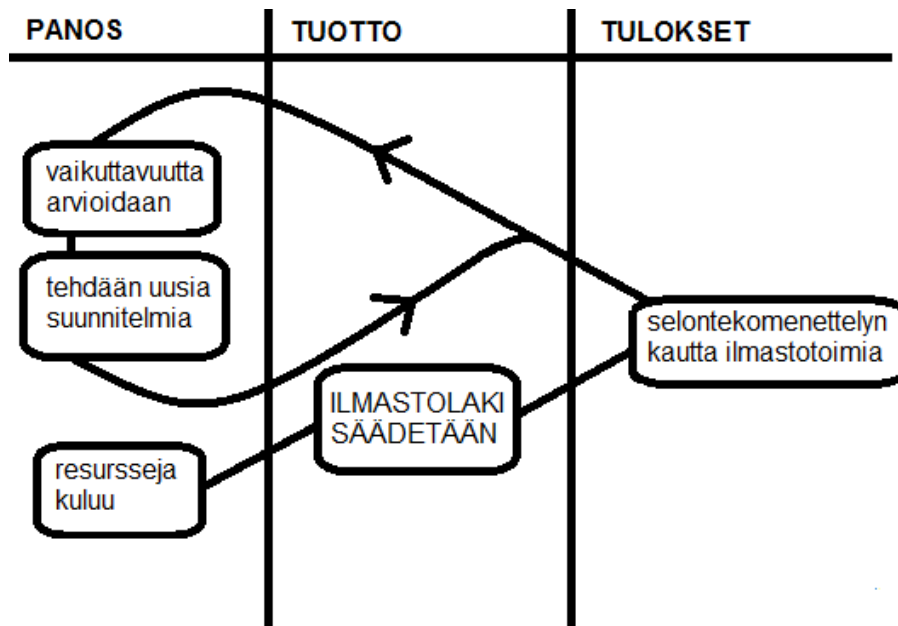 PANOS
TUOTTO
TULOKSET
vaikuttavuutta
arvioidaan
tehdään uusia
suunnitelmia
selontekomenettelyn
kautta ilmastotoimia
ILMASTOLAKI
SÄÄDETÄÄN
resursseja
kuluu